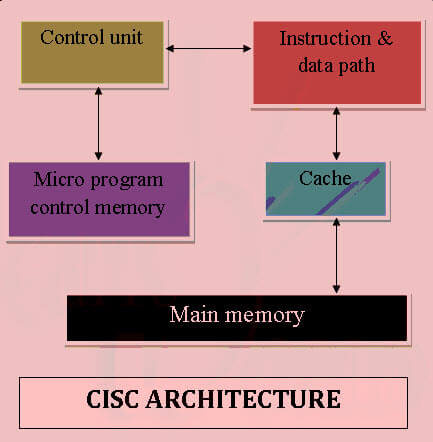 Control unit
Instruction &
data path
Micro program
control memory
Cache
Main memory
CISC ARCHITECTURE